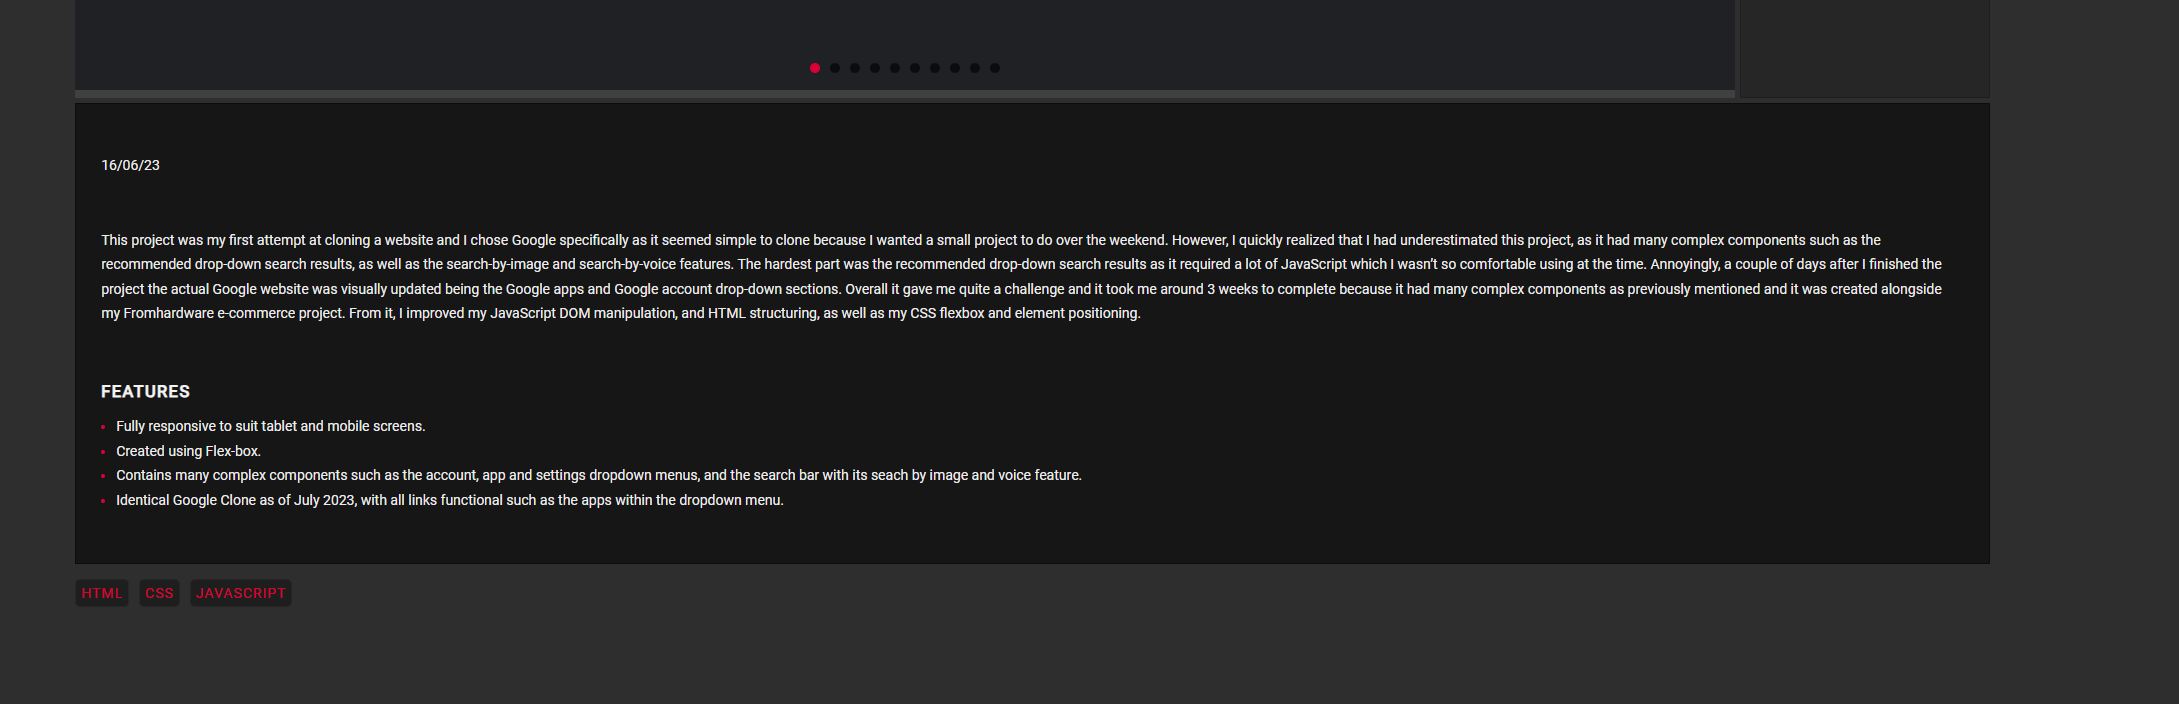 16/06/23
This project was my first attempt at cloning a website and I chose Google specifically as it seemed simple to clone because I wanted a small project to do over the weekend. However, I quickly realized that I had underestimated this project, as it had many complex components such as the
recommended drop-down search results, as well as the search-by-image and search-by-voice features. The hardest part was the recommended drop-down search results as it required a lot of JavaScript which I wasn’t so comfortable using at the time. Annoyingly, a couple of days after I finished the
project the actual Google website was visually updated being the Google apps and Google account drop-down sections. Overall it gave me quite a challenge and it took me around 3 weeks to complete because it had many complex components as previously mentioned and it was created alongside
my Fromhardware e-commerce project. From it, I improved my JavaScript DOM manipulation, and HTML structuring, as well as my CSS flexbox and element positioning.
FEATURES
Fully responsive to suit tablet and mobile screens.
Created using Flex-box.
Contains many complex components such as the account, app and settings dropdown menus, and the search bar with its seach by image and voice feature.
Identical Google Clone as of July 2023, with all links functional such as the apps within the dropdown menu.
HTML CSS JAVASCRIPT